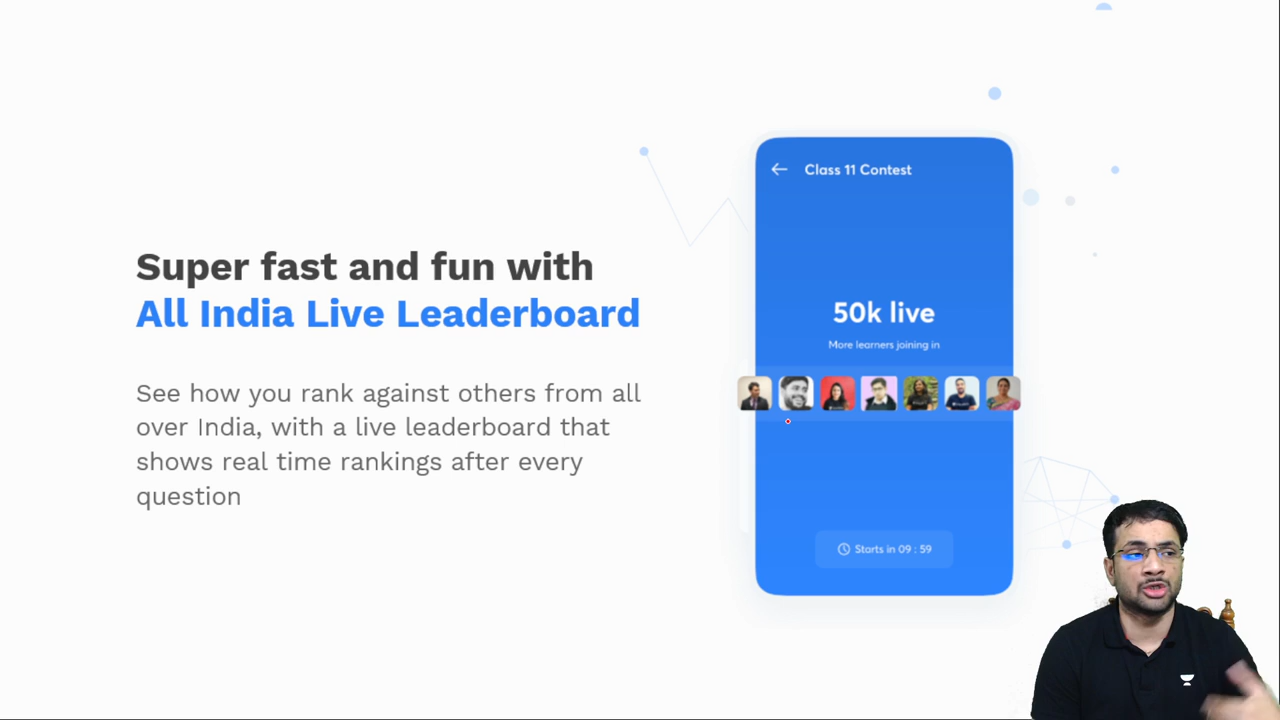 Super fast and fun with
All India Live Leaderboard
See how you rank against others from all
over India, with a live leaderboard that
shows real time rankings after every
question
Class 11 Contest
50k live
More learners joining in
Starts in 09 : 59